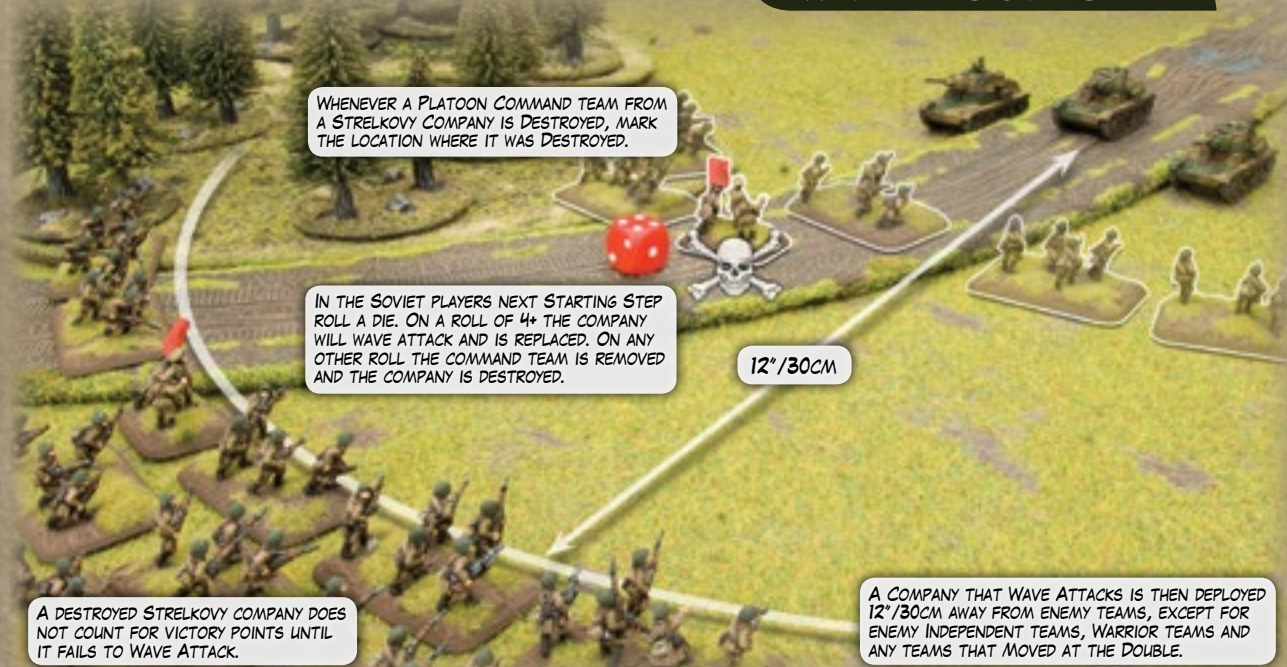 WHENEVER A PLATOON COMMAND TEAM FROM
A STRELKOVY COMPANY IS DESTROYED, MARK
THE LOCATION WHERE IT WAS DESTROYED.
IN THE SOVIET PLAYERS NEXT STARTING STEP
ROLL A DIE. ON A ROLL OF 4+ THE COMPANY
WILL WAVE ATTACK AND IS REPLACED. ON ANY
OTHER ROLL THE COMMAND TEAM IS REMOVED
AND THE COMPANY IS DESTROYED.
12"/30CM
A DESTROYED STRELKOVY COMPANY DOES
NOT COUNT FOR VICTORY POINTS UNTIL
IT FAILS TO WAVE ATTACK.
A COMPANY THAT WAVE ATTACKS IS THEN DEPLOYED
12"/30CM AWAY FROM ENEMY TEAMS, EXCEPT FOR
ENEMY INDEPENDENT TEAMS, WARRIOR TEAMS AND
ANY TEAMS THAT MOVED AT THE DOUBLE.